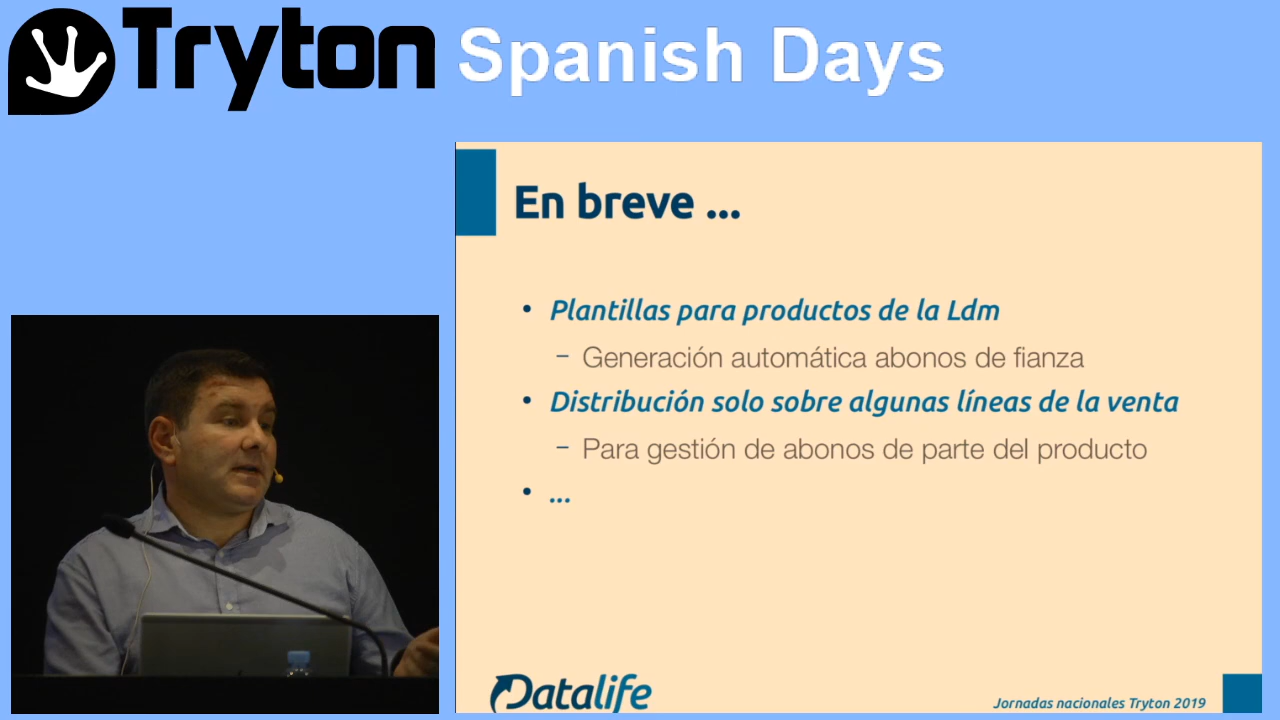 Tryton Spanish Days
En breve ...
• Plantillas para productos de la Ldm
– Generación automática abonos de fianza
• Distribución solo sobre algunas líneas de la venta
– Para gestión de abonos de parte del producto
• ...
Datalife
Jornadas nacionales Tryton 2019